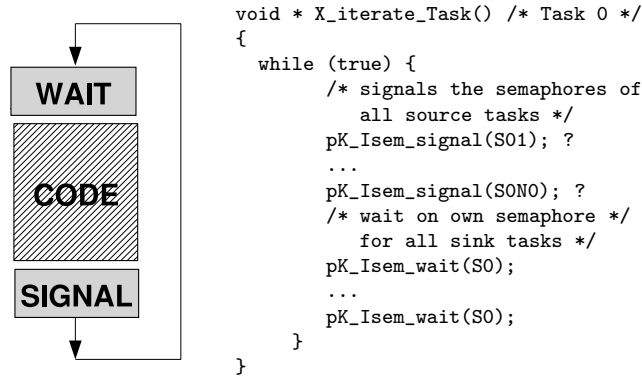 WAIT
CODE
SIGNAL
void * X_iterate_Task() /* Task 0 */
{
while (true) {
/* signals the semaphores of
all source tasks */
pK_Isem_signal(S01); ?
...
pK_Isem_signal(S0N0); ?
/* wait on own semaphore */
for all sink tasks */
pK_Isem_wait(S0);
...
pK_Isem_wait(S0);
}
}